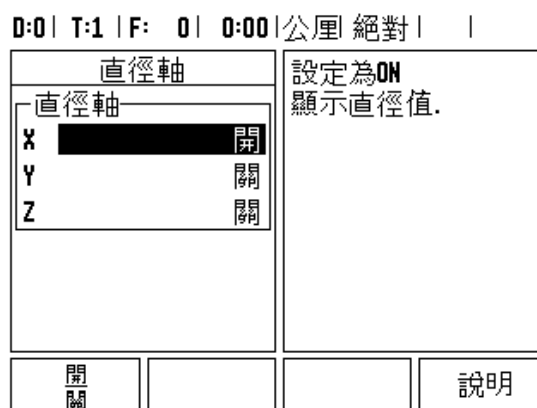 D:0 | T:1 | F: 0 | 0:00 | 公厘 | 絕對 | |
直徑軸
直徑軸
X 開
Y 關
Z 關
設定為ON
顯示直徑值.
開
關
說明